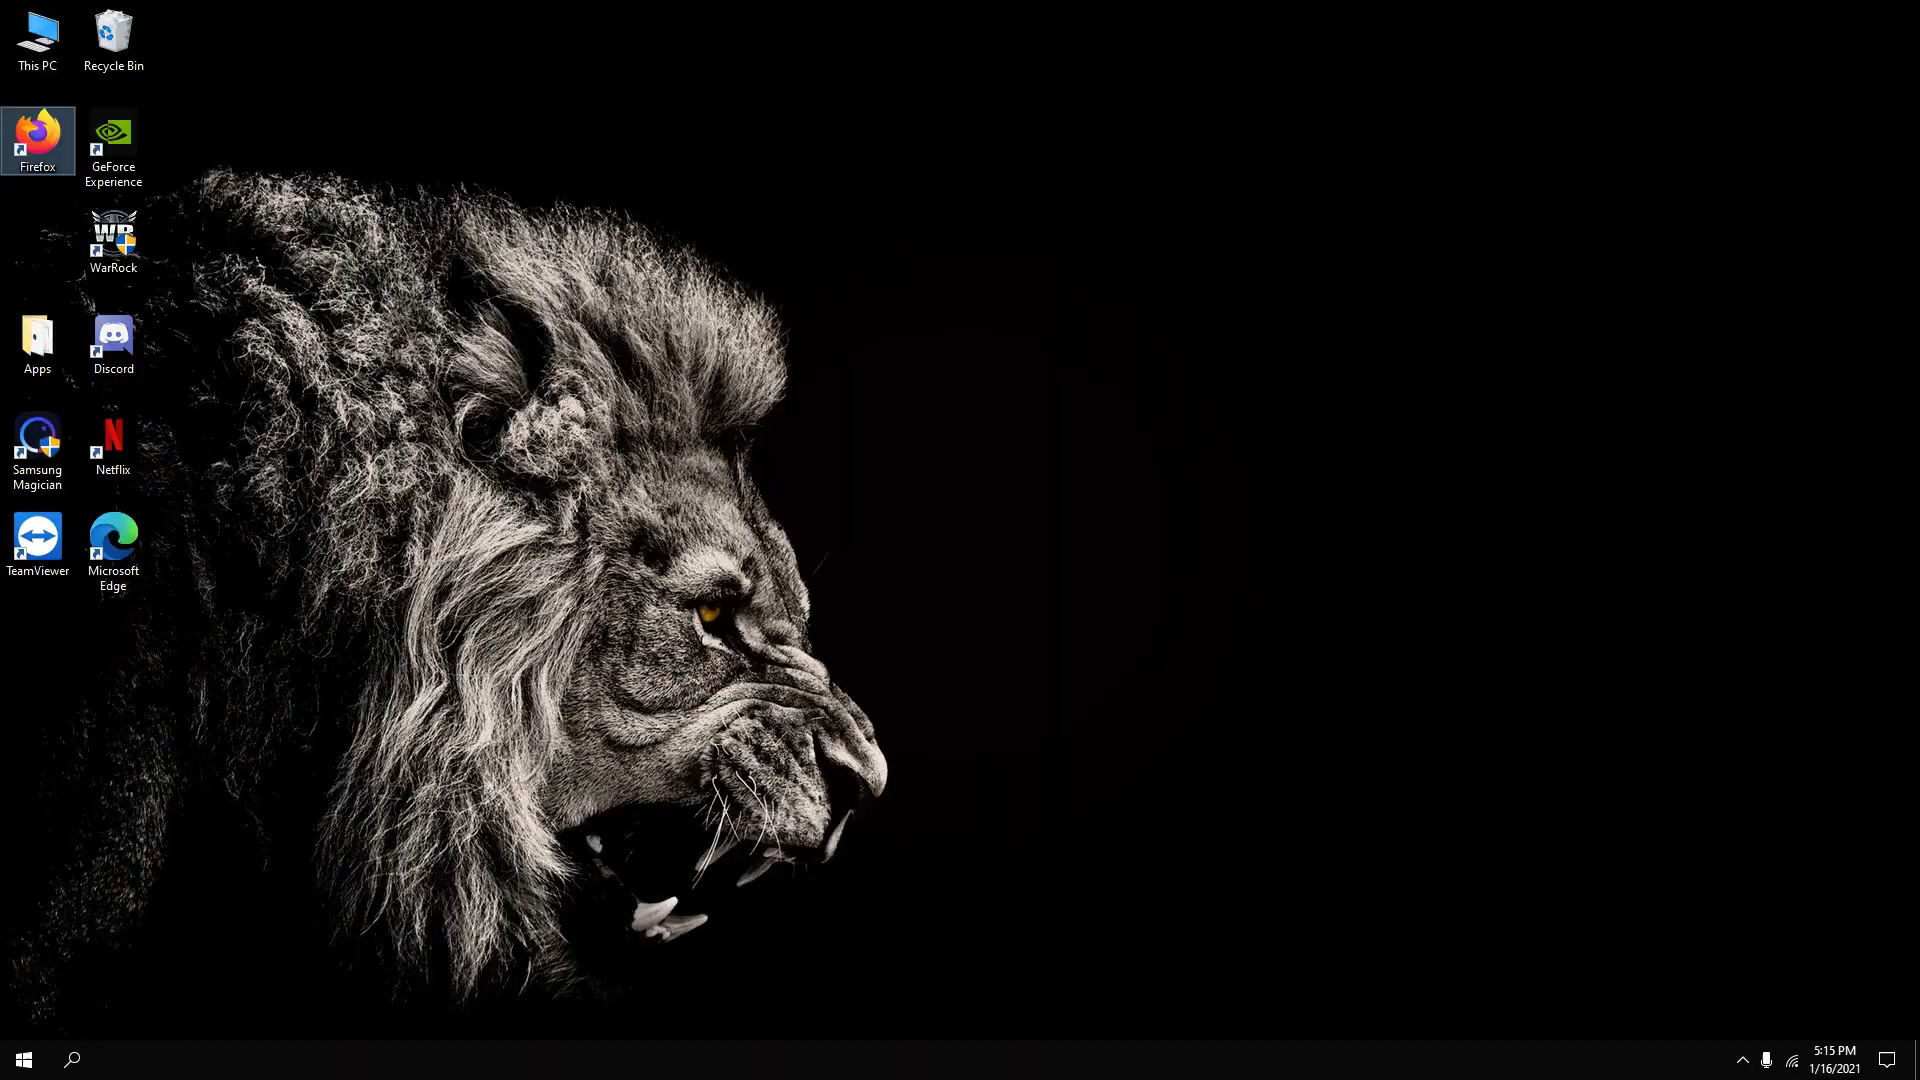 This PC
Recycle Bin
Firefox
GeForce
Experience
WR
WarRock
Apps
Discord
Samsung
Magician
N
Netflix
TeamViewer
Microsoft
Edge
5:15 PM
1/16/2021